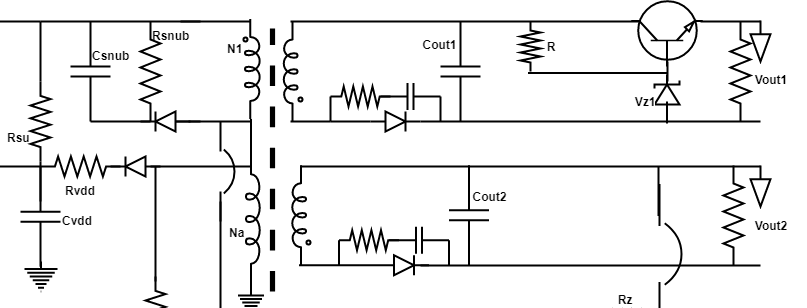 Rsnub
N1
Csnub
Cout1
R
Vout1
Vz1
Rsu
Rvdd
Cvdd
Na
Cout2
Vout2
Rz